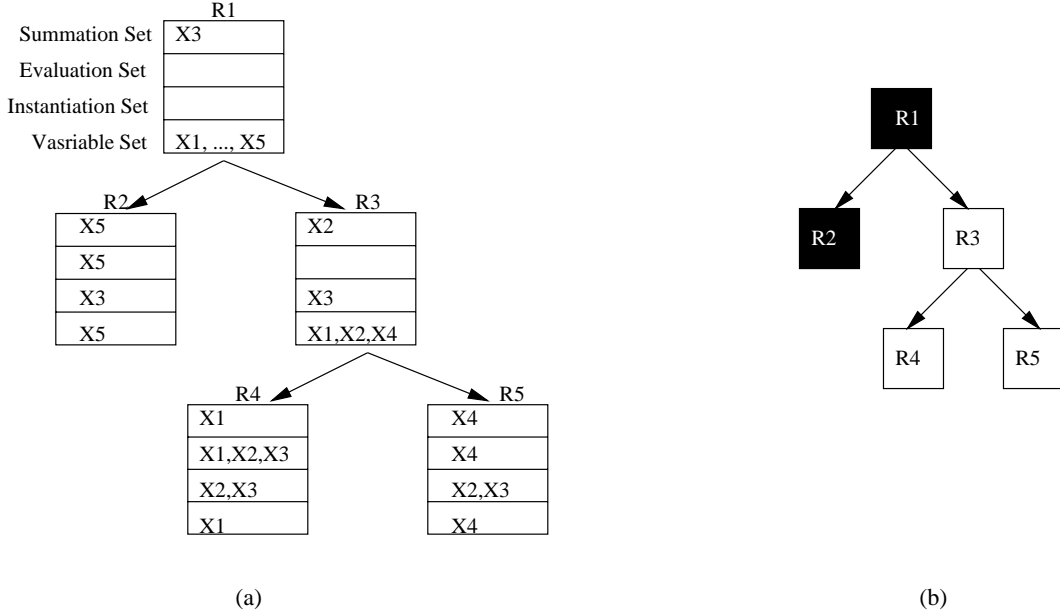 R1
Summation Set X3
Evaluation Set
Instantiation Set
Vasriable Set X1, ..., X5
R2
X5
X5
X3
X5
R3
X2
X3
X1,X2,X4
R4
X1
X1,X2,X3
X2,X3
X1
R5
X4
X4
X2,X3
X4
(a)
R1
R2
R3
R4
R5
(b)